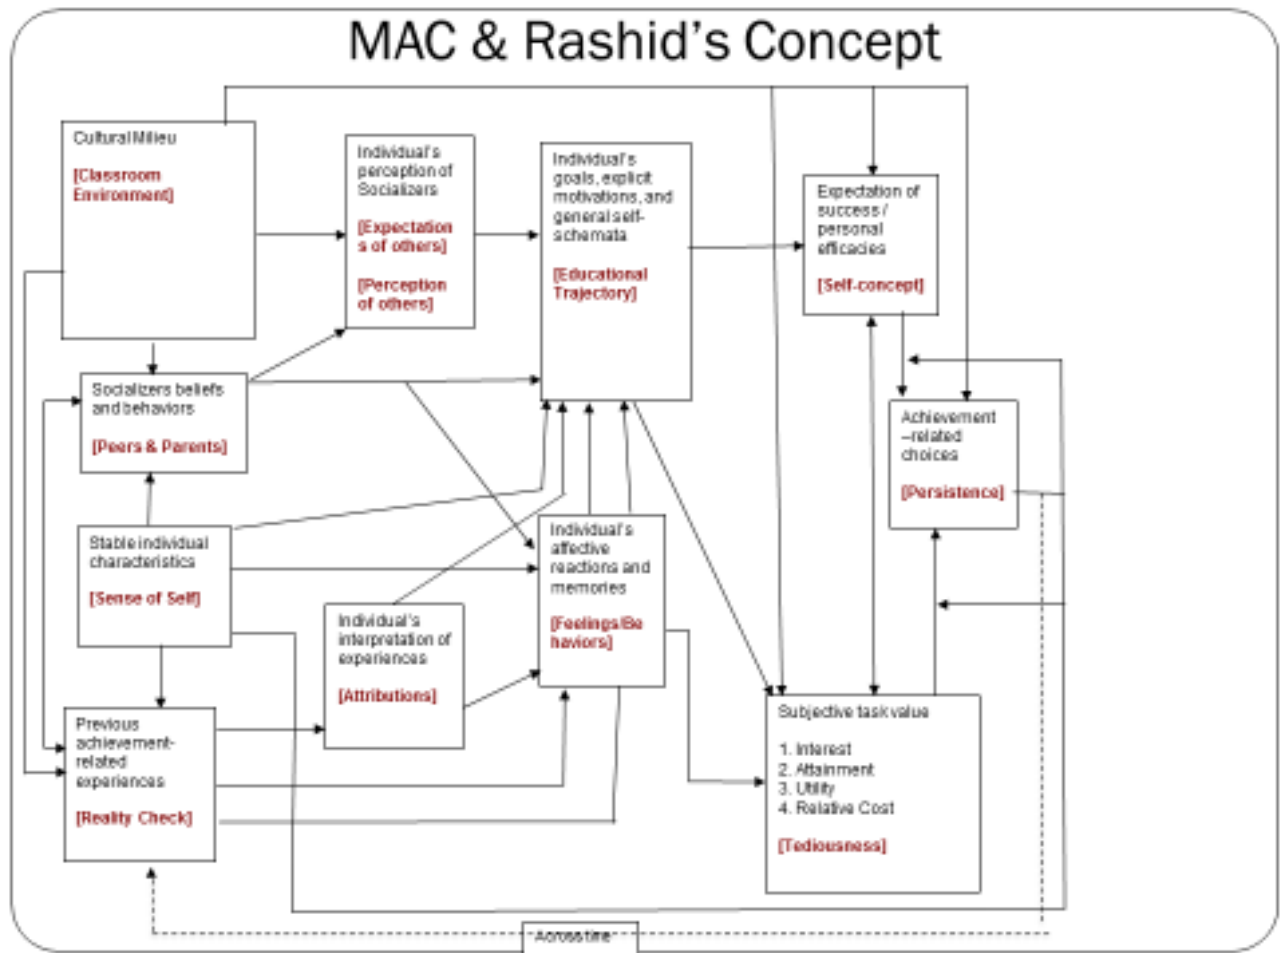 MAC & Rashid's Concept
Cultural Milieu
[Classroom
Environment]
Individual's
perception of
Socializers
[Expectation
s of others]
[Perception
of others]
Individual's
goals, explicit
motivations, and
general self-
schemata
[Educational
Trajectory]
Expectation of
success /
personal
efficacies
[Self-concept]
Socializers beliefs
and behaviors
[Peers & Parents]
Achievement
–related
choices
[Persistence]
Stable individual
characteristics
[Sense of Self]
Individual's
affective
reactions and
memories
[Feelings/Be
haviors]
Individual's
interpretation of
experiences
[Attributions]
Previous
achievement-
related
experiences
[Reality Check]
Subjective task value
1. Interest
2. Attainment
3. Utility
4. Relative Cost
[Tediousness]
Across time